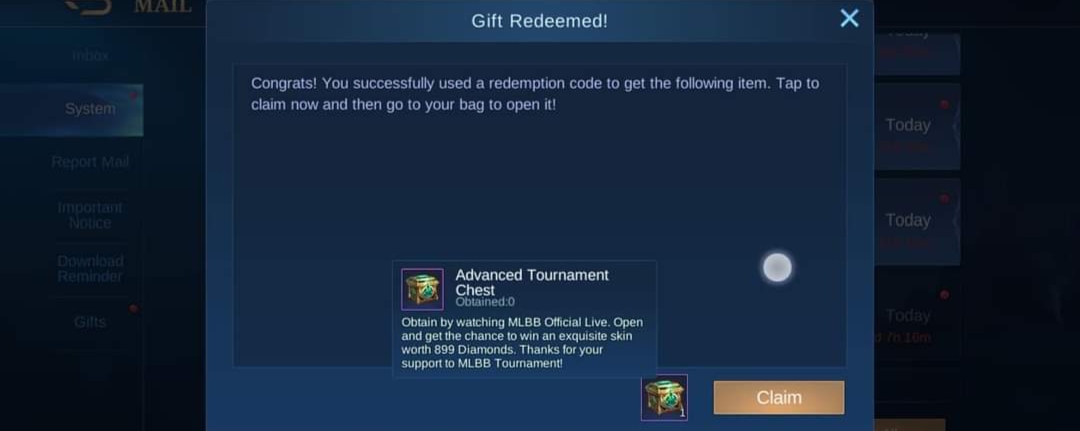 MAIL
Gift Redeemed!
Inbox
Congrats! You successfully used a redemption code to get the following item. Tap to
claim now and then go to your bag to open it!
System
Today
Report Mail
Important
Notice
Today
Download
Reminder
Advanced Tournament
Chest
Obtained:0
Obtain by watching MLBB Official Live. Open
and get the chance to win an exquisite skin
worth 899 Diamonds. Thanks for your
support to MLBB Tournament!
Gifts
Today
7h 16m
1
Claim